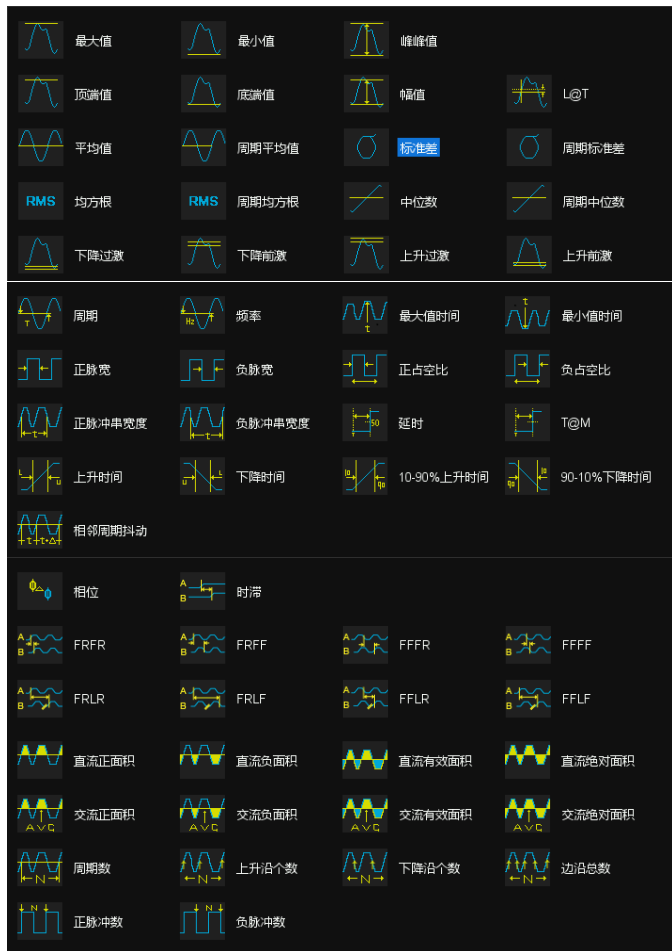 最大值 最小值 峰峰值
顶端值 底端值 幅值 L@T
平均值 周期平均值 标准差 周期标准差
RMS 均方根 RMS 周期均方根 中位数 周期中位数
下降过激 下降前激 上升过激 上升前激
T 周期 Hz 频率 t 最大值时间 t 最小值时间
正脉宽 负脉宽 正占空比 负占空比
t 正脉冲串宽度 t 负脉冲串宽度 50 延时 T@M
L U 上升时间 U L 下降时间 10 90 10-90%上升时间 90 10 90-10%下降时间
t t+Δ 相邻周期抖动
ϕ Δ ϕ 相位 A B 时滞
A B FRFR A B FRFF A B FFFR A B FFFF
A B FRLR A B FRLF A B FFLR A B FFLF
直流正面积 直流负面积 直流有效面积 直流绝对面积
AVG 交流正面积 AVG 交流负面积 AVG 交流有效面积 AVG 交流绝对面积
N 周期数 N 上升沿个数 N 下降沿个数 N 边沿总数
N 正脉冲数 N 负脉冲数